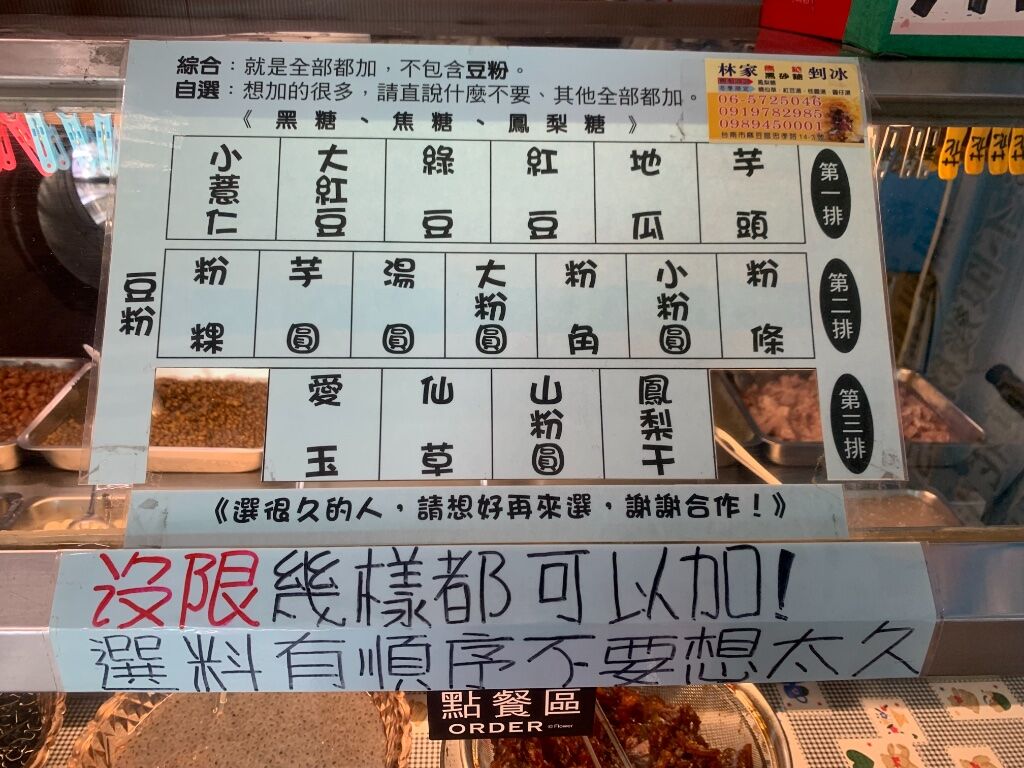 綜合：就是全部都加，不包含豆粉。
自選：想加的很多，請直說什麼不要、其他全部都加。
《 黑糖、焦糖、鳳梨糖 》
林家 黑砂糖 剉冰
06-5725046
0919782985
0989450001
小薏仁 大紅豆 綠豆 紅豆 地瓜 芋頭 第一排
豆粉 粉粿 芋圓 湯圓 大粉圓 粉角 小粉圓 粉條 第二排
愛玉 仙草 山粉圓 鳳梨干 第三排
《選很久的人，請想好再來選，謝謝合作！》
沒限幾樣都可以加!
選料有順序不要想太久
點餐區
ORDER